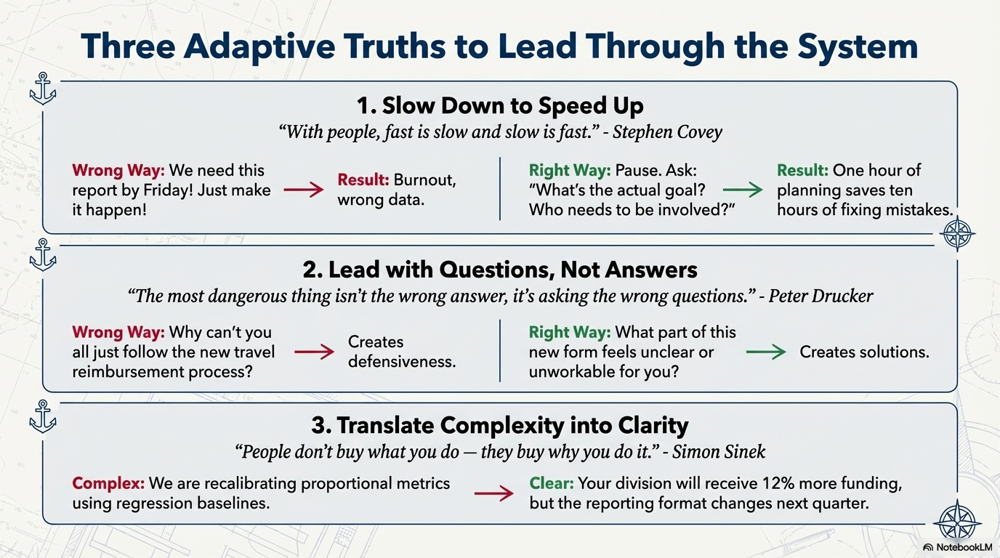 Three Adaptive Truths to Lead Through the System
1. Slow Down to Speed Up
“With people, fast is slow and slow is fast.” - Stephen Covey
Wrong Way: We need this
report by Friday! Just make
it happen!
Result: Burnout,
wrong data.
Right Way: Pause. Ask:
“What’s the actual goal?
Who needs to be involved?”
Result: One hour of
planning saves ten
hours of fixing mistakes.
2. Lead with Questions, Not Answers
“The most dangerous thing isn’t the wrong answer, it’s asking the wrong questions.” - Peter Drucker
Wrong Way: Why can’t you
all just follow the new travel
reimbursement process?
Creates
defensiveness.
Right Way: What part of this
new form feels unclear or
unworkable for you?
Creates solutions.
3. Translate Complexity into Clarity
“People don’t buy what you do — they buy why you do it.” - Simon Sinek
Complex: We are recalibrating proportional metrics
using regression baselines.
Clear: Your division will receive 12% more funding,
but the reporting format changes next quarter.
NotebookLM